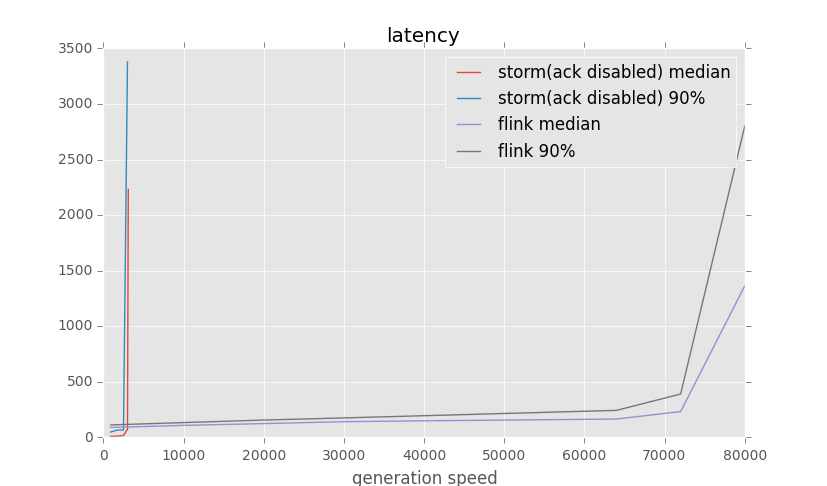 latency
3500
3000
2500
2000
1500
1000
500
0
storm(ack disabled) median
storm(ack disabled) 90%
flink median
flink 90%
0 10000 20000 30000 40000 50000 60000 70000 80000
generation speed